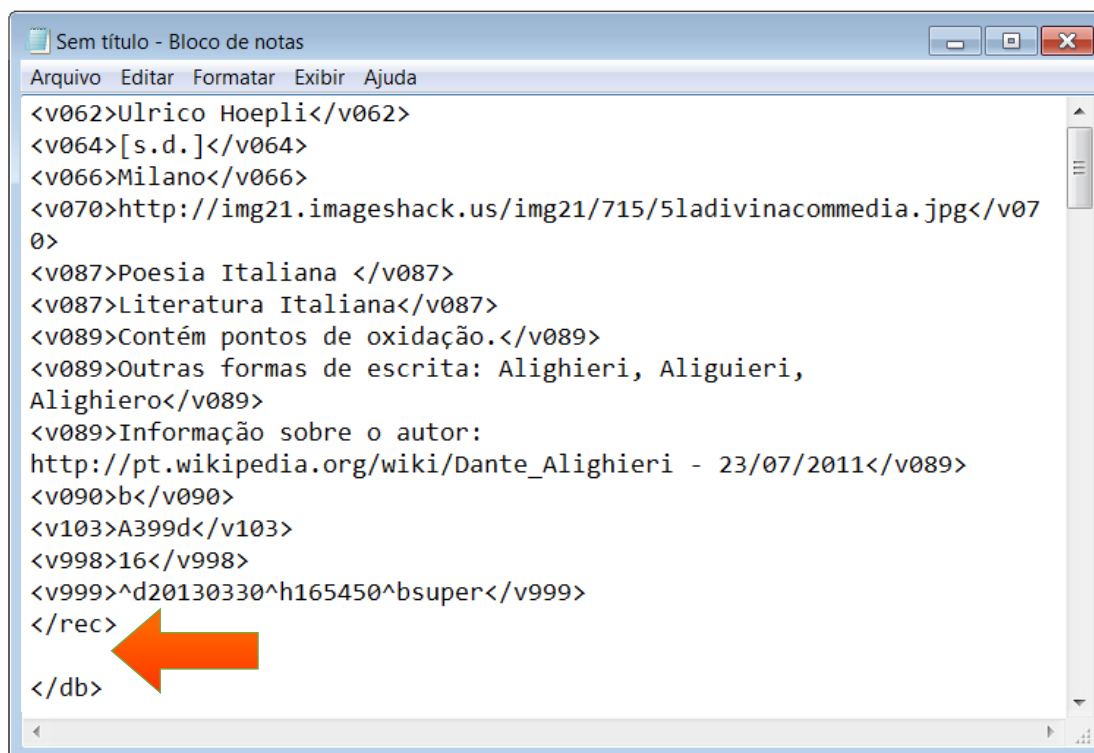 Sem título - Bloco de notas
Arquivo Editar Formatar Exibir Ajuda
<v062>Ulrico Hoepli</v062>
<v064>[s.d.]</v064>
<v066>Milano</v066>
<v070>http://img21.imageshack.us/img21/715/5ladivinacommedia.jpg</v07
0>
<v087>Poesia Italiana </v087>
<v087>Literatura Italiana</v087>
<v089>Contém pontos de oxidação.</v089>
<v089>Outras formas de escrita: Alighieri, Aliguieri,
Alighiero</v089>
<v089>Informação sobre o autor:
http://pt.wikipedia.org/wiki/Dante_Alighieri - 23/07/2011</v089>
<v090>b</v090>
<v103>A399d</v103>
<v998>16</v998>
<v999>^d20130330^h165450^bsuper</v999>
</rec>
</db>